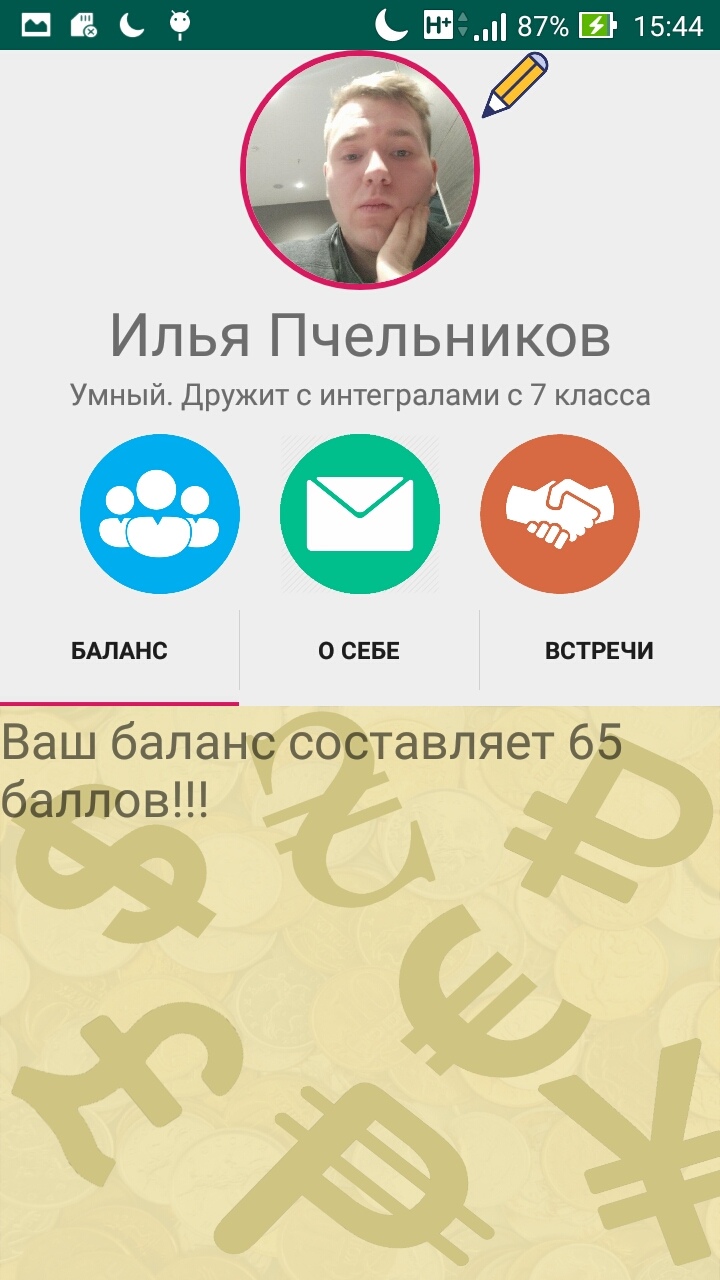 H+ 87% 15:44
Илья Пчельников
Умный. Дружит с интегралами с 7 класса
БАЛАНС О СЕБЕ ВСТРЕЧИ
Ваш баланс составляет 65
баллов!!!